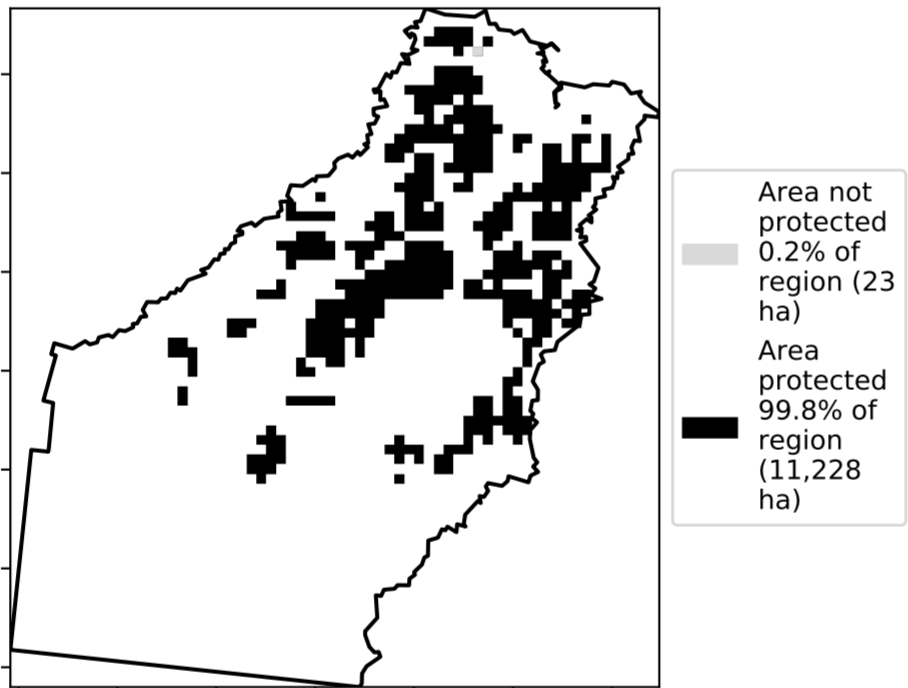 Area not
protected
0.2% of
region (23
ha)
Area
protected
99.8% of
region
(11,228
ha)